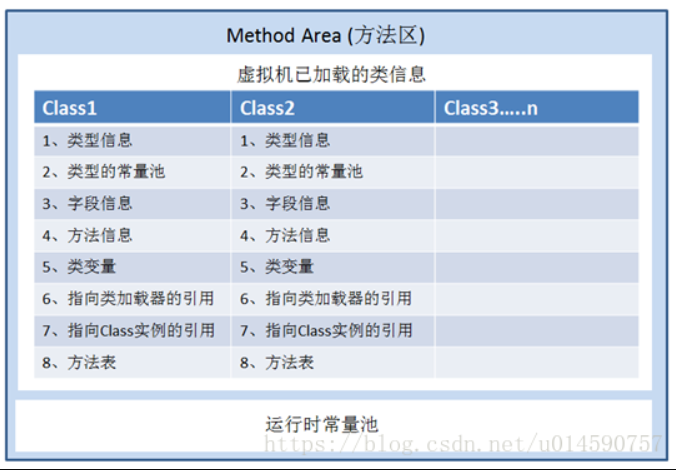 Method Area (方法区)
虚拟机已加载的类信息
Class1 Class2 Class3…..n
1、类型信息 1、类型信息
2、类型的常量池 2、类型的常量池
3、字段信息 3、字段信息
4、方法信息 4、方法信息
5、类变量 5、类变量
6、指向类加载器的引用 6、指向类加载器的引用
7、指向Class实例的引用 7、指向Class实例的引用
8、方法表 8、方法表
运行时常量池
https://blog.csdn.net/u014590757